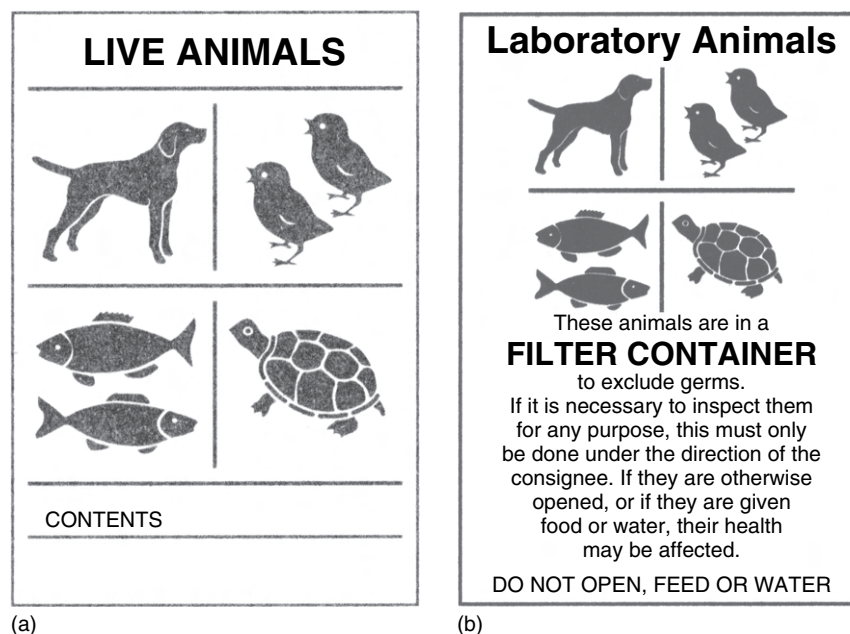 LIVE ANIMALS
CONTENTS
(a)
Laboratory Animals
These animals are in a
FILTER CONTAINER
to exclude germs.
If it is necessary to inspect them
for any purpose, this must only
be done under the direction of the
consignee. If they are otherwise
opened, or if they are given
food or water, their health
may be affected.
DO NOT OPEN, FEED OR WATER
(b)